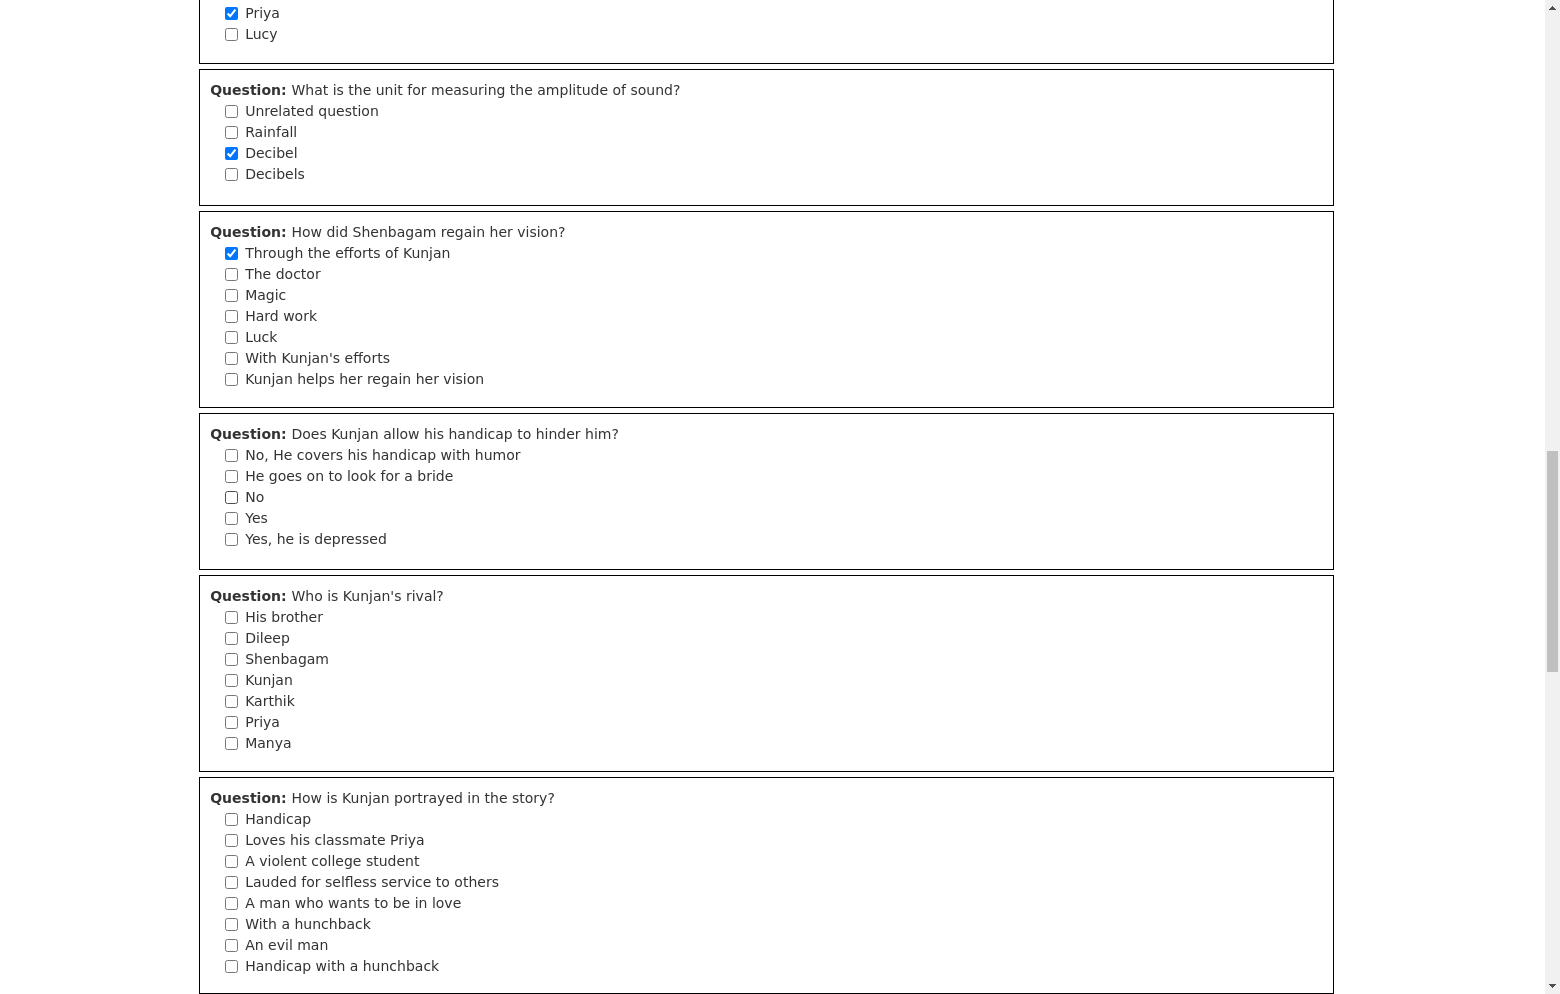 Priya
Lucy
Question: What is the unit for measuring the amplitude of sound?
Unrelated question
Rainfall
Decibel
Decibels
Question: How did Shenbagam regain her vision?
Through the efforts of Kunjan
The doctor
Magic
Hard work
Luck
With Kunjan's efforts
Kunjan helps her regain her vision
Question: Does Kunjan allow his handicap to hinder him?
No, He covers his handicap with humor
He goes on to look for a bride
No
Yes
Yes, he is depressed
Question: Who is Kunjan's rival?
His brother
Dileep
Shenbagam
Kunjan
Karthik
Priya
Manya
Question: How is Kunjan portrayed in the story?
Handicap
Loves his classmate Priya
A violent college student
Lauded for selfless service to others
A man who wants to be in love
With a hunchback
An evil man
Handicap with a hunchback